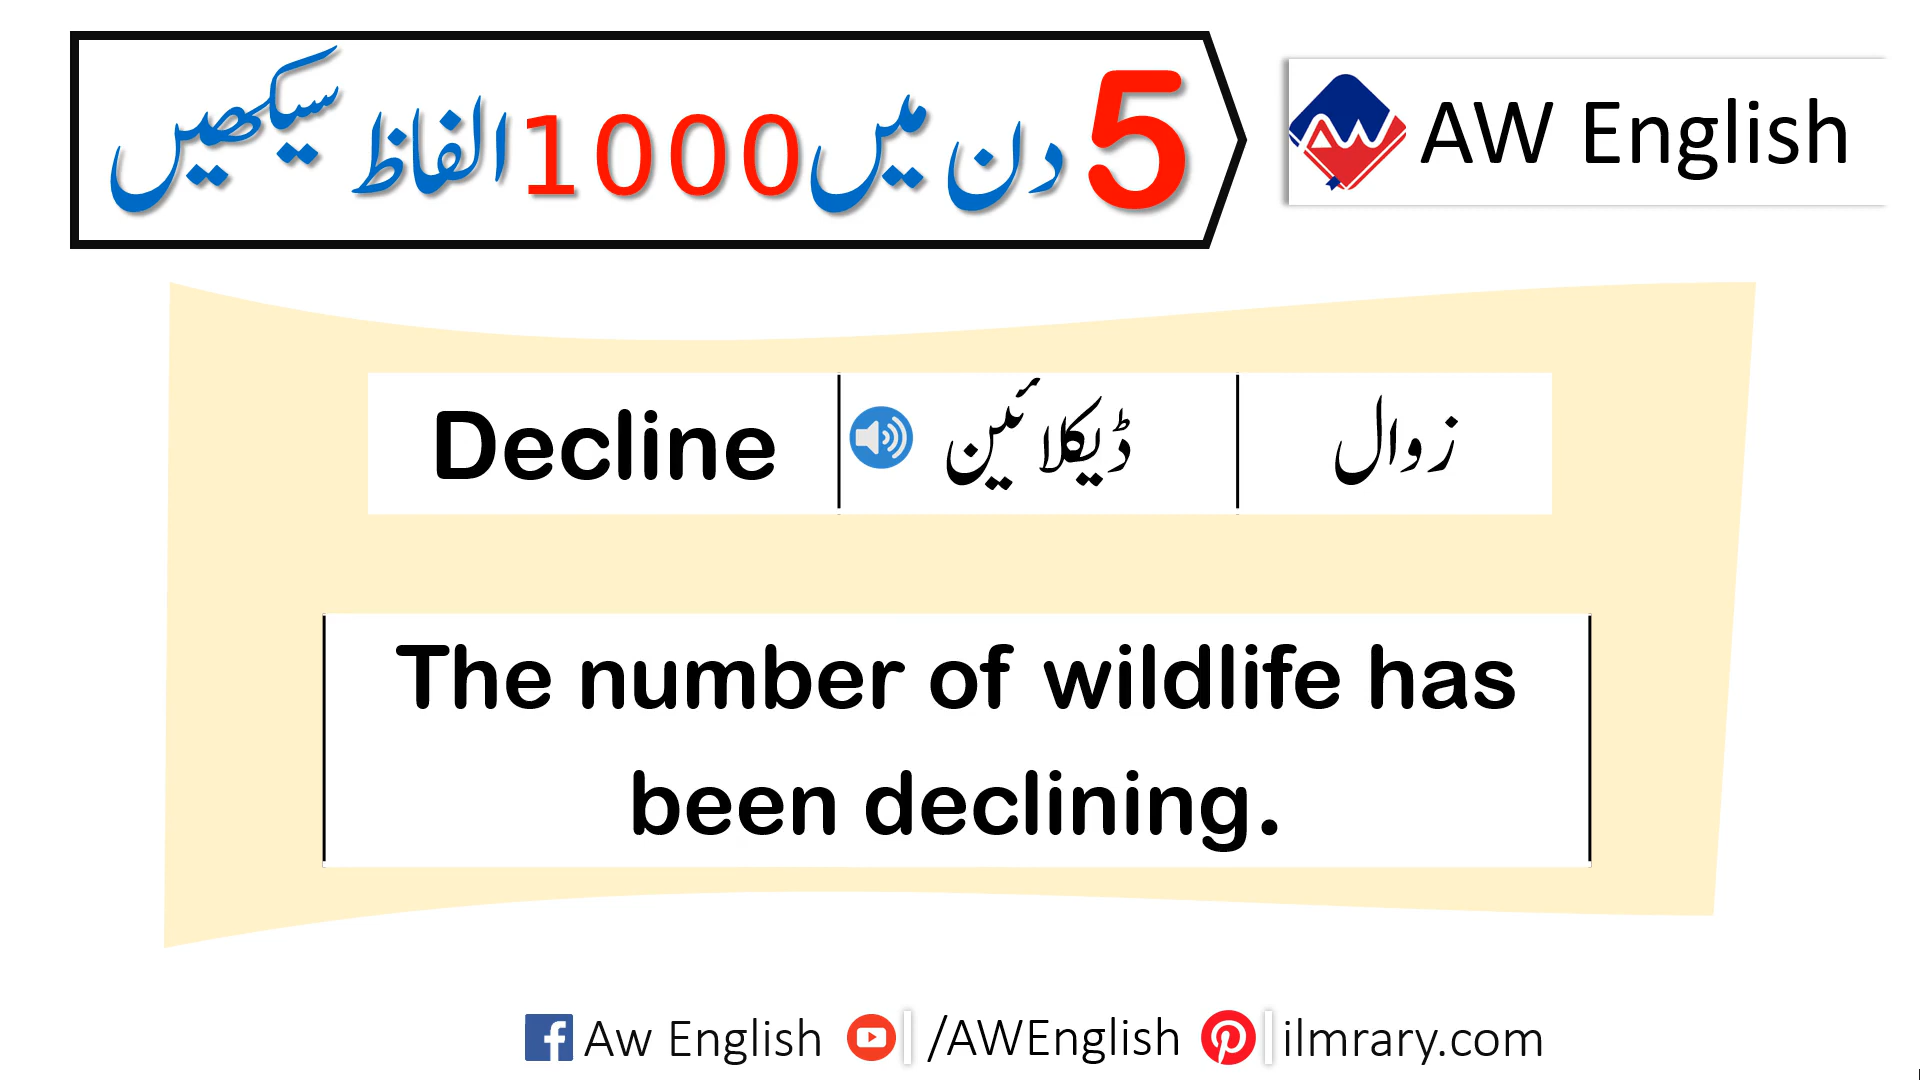 5 دن میں 1000 الفاظ سیکھیں
AW English
Decline
ڈیکلائین
زوال
The number of wildlife has
been declining.
Aw English /AWEnglish ilmrary.com